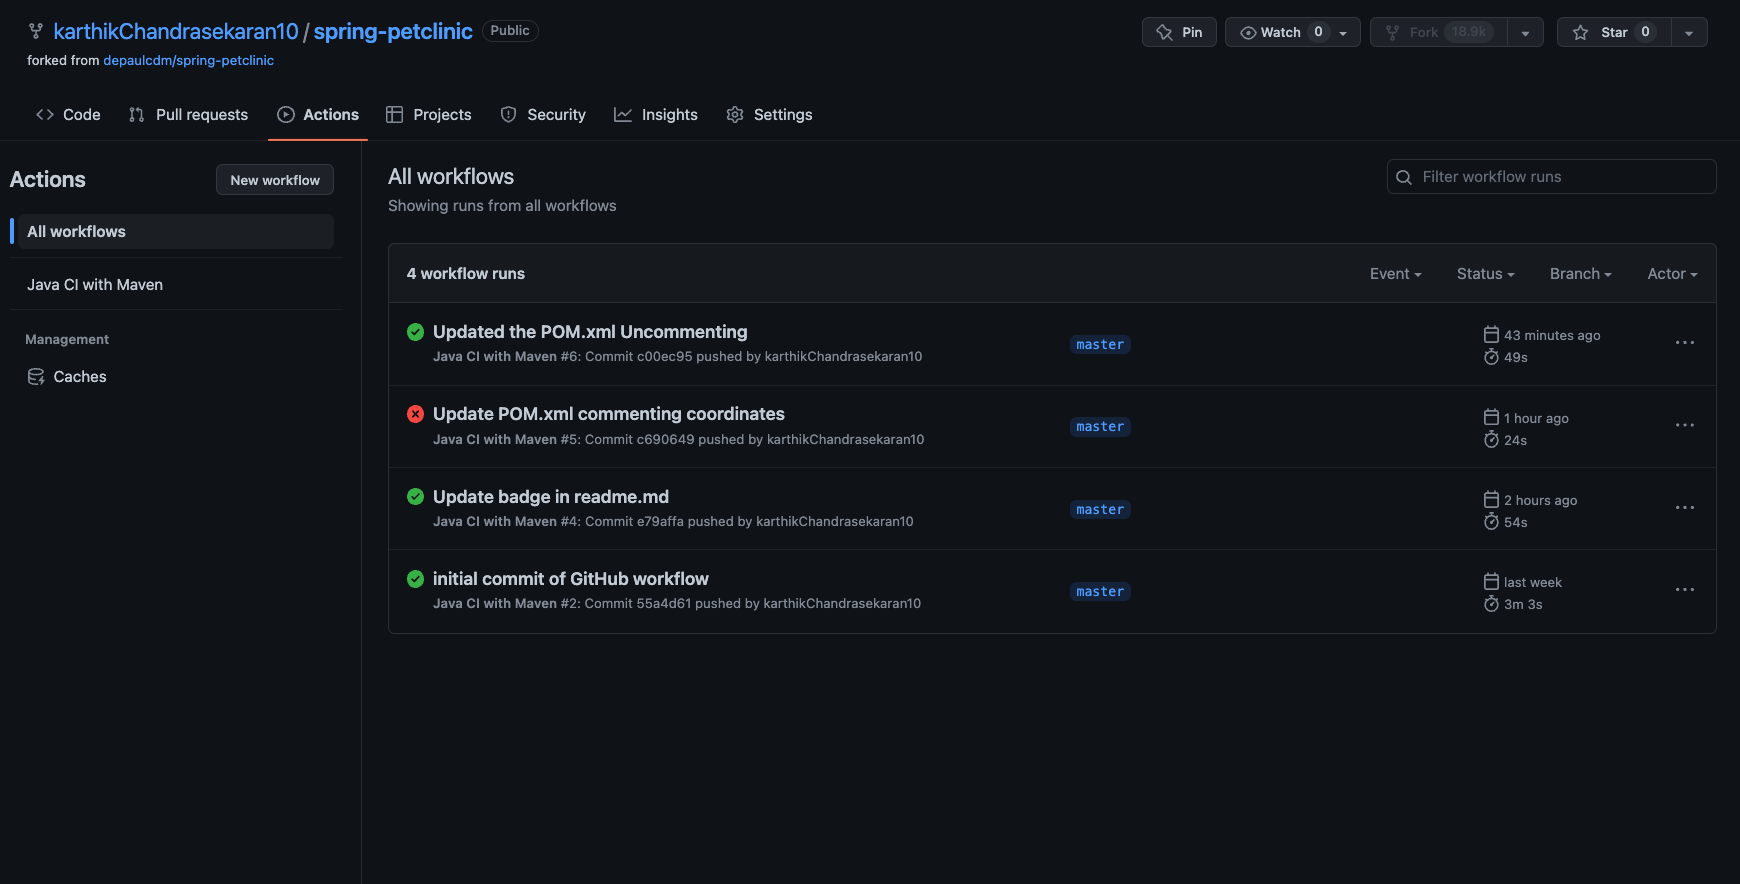 karthikChandrasekaran10 / spring-petclinic Public
Pin
Watch 0
Fork 18.9k
Star 0
forked from depaulcdm/spring-petclinic
Code
Pull requests
Actions
Projects
Security
Insights
Settings
Actions
New workflow
All workflows
Java CI with Maven
Management
Caches
All workflows
Showing runs from all workflows
Filter workflow runs
4 workflow runs
Event
Status
Branch
Actor
Updated the POM.xml Uncommenting
Java CI with Maven #6: Commit c00ec95 pushed by karthikChandrasekaran10
master
43 minutes ago
49s
Update POM.xml commenting coordinates
Java CI with Maven #5: Commit c690649 pushed by karthikChandrasekaran10
master
1 hour ago
24s
Update badge in readme.md
Java CI with Maven #4: Commit e79affa pushed by karthikChandrasekaran10
master
2 hours ago
54s
initial commit of GitHub workflow
Java CI with Maven #2: Commit 55a4d61 pushed by karthikChandrasekaran10
master
last week
3m 3s